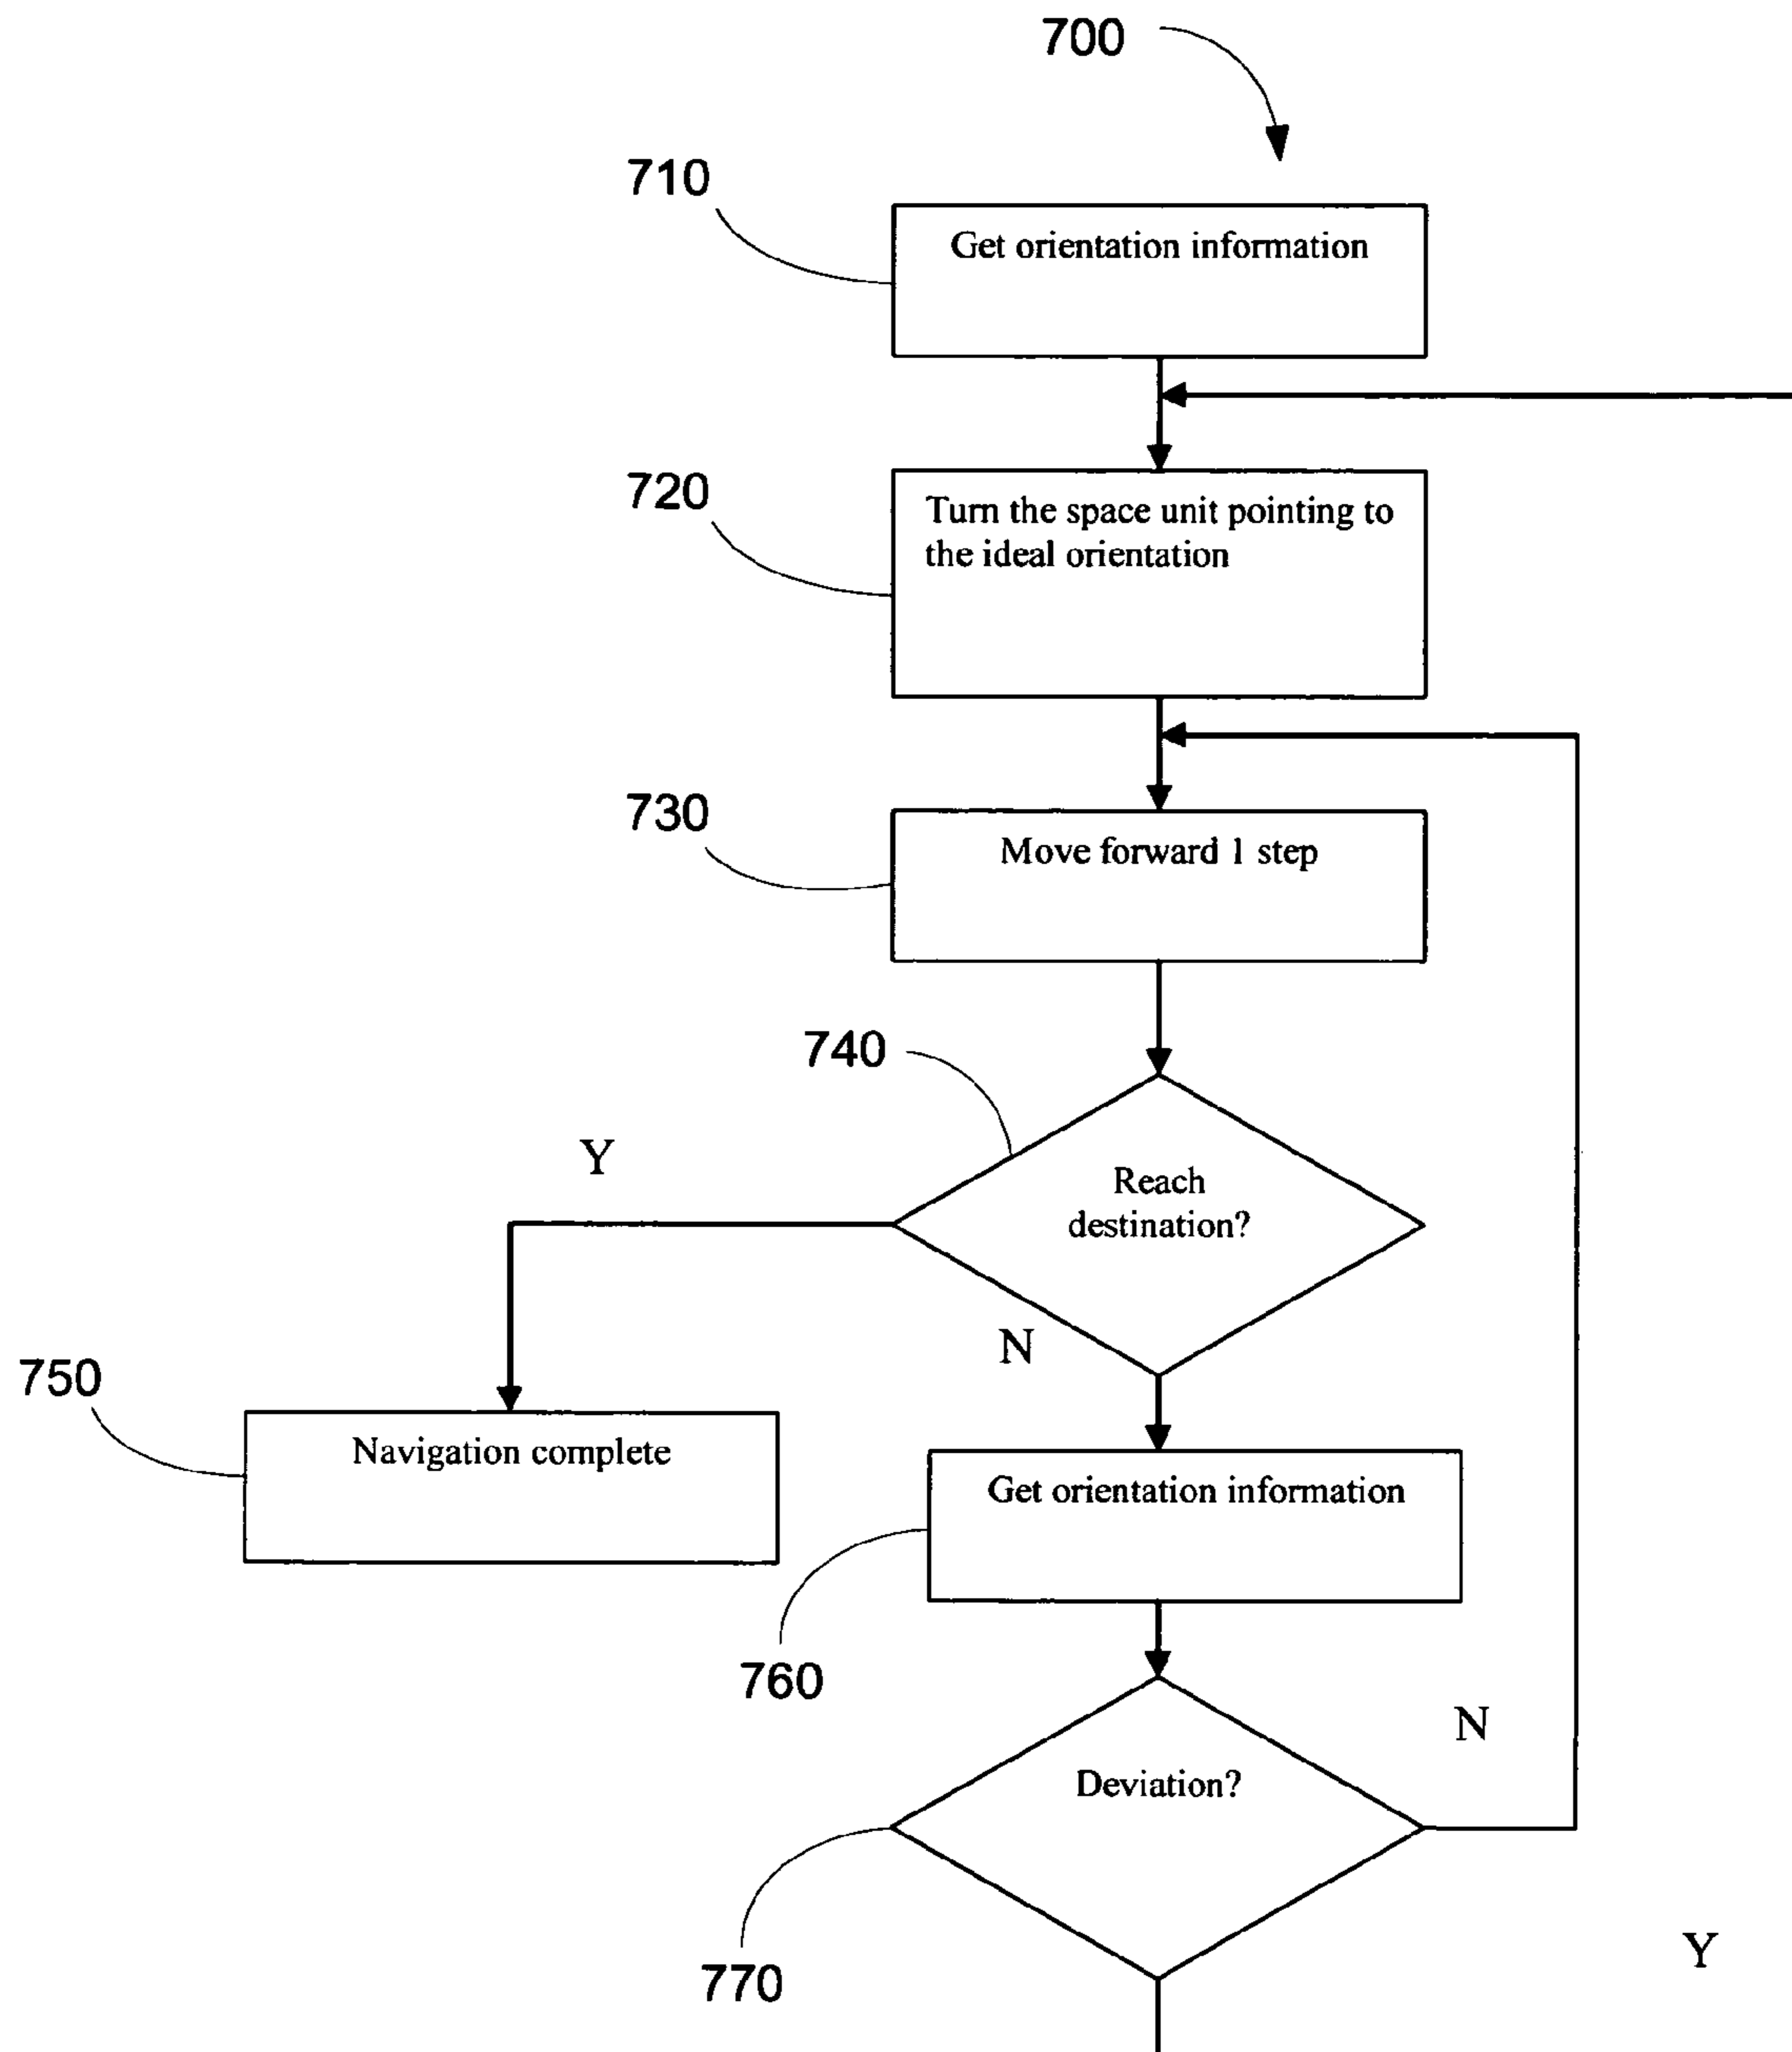 700
710
Get orientation information
720
Turn the space unit pointing to
the ideal orientation
730
Move forward 1 step
740
Y
Reach
destination?
N
750
Navigation complete
Get orientation information
760
N
Deviation?
Y
770